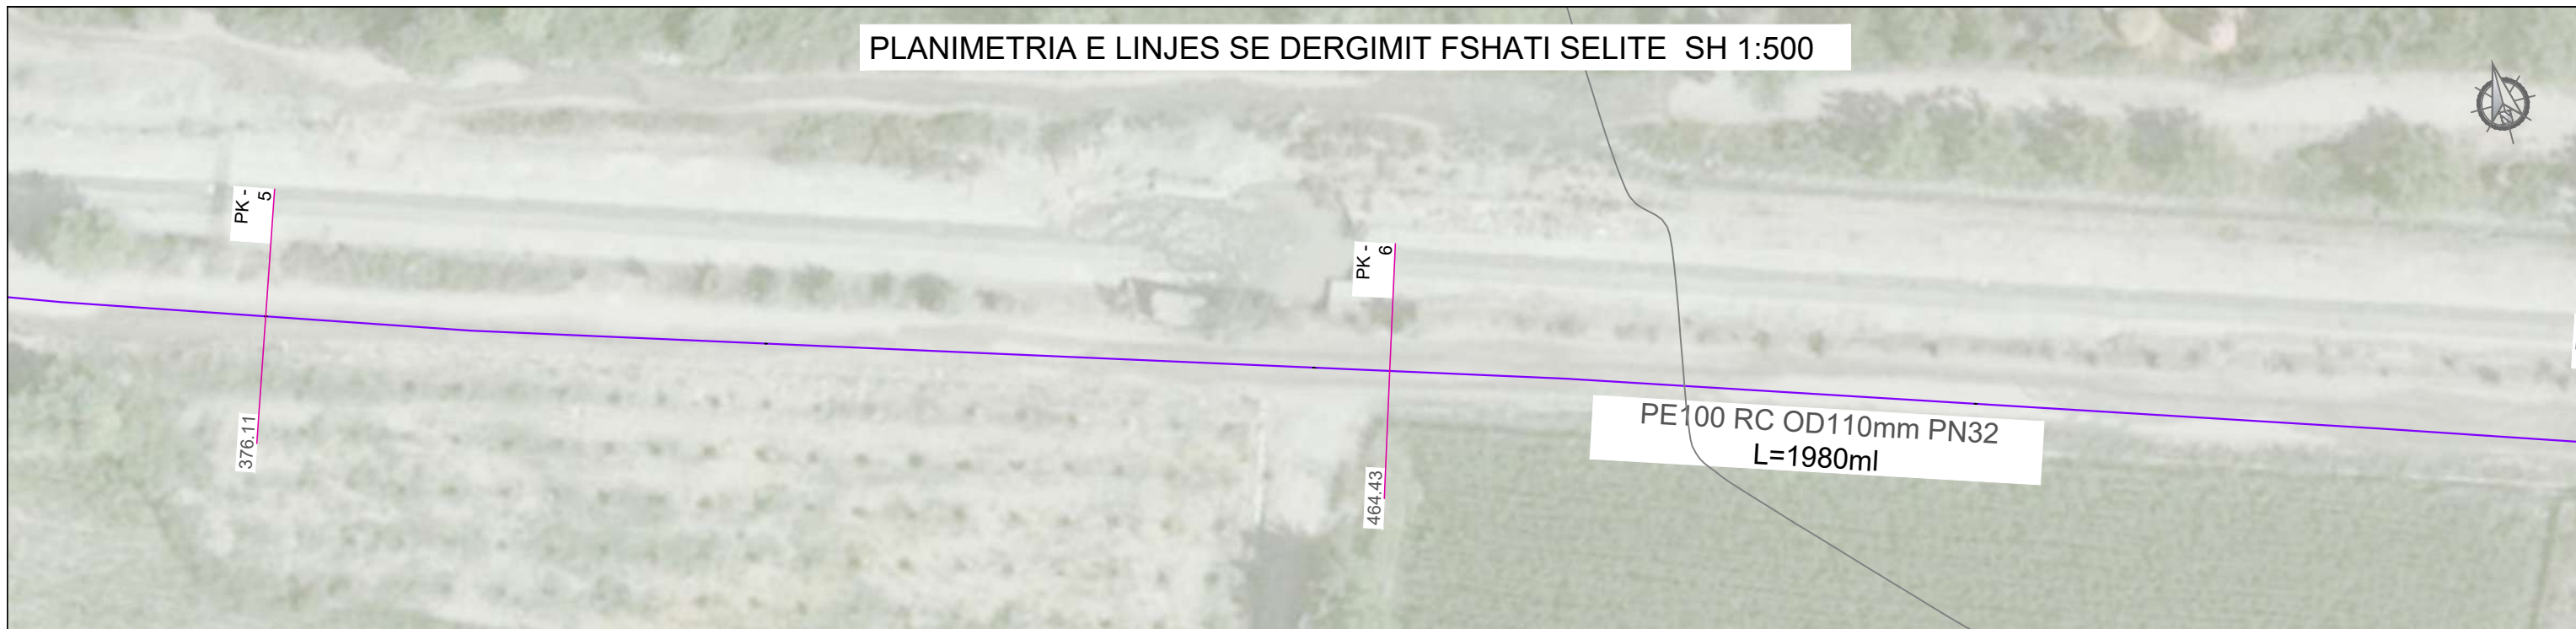 PLANIMETRIA E LINJES SE DERGIMIT FSHATI SELITE SH 1:500
PK -
5
PK -
6
376.11
464.43
PE100 RC OD110mm PN32
L=1980ml